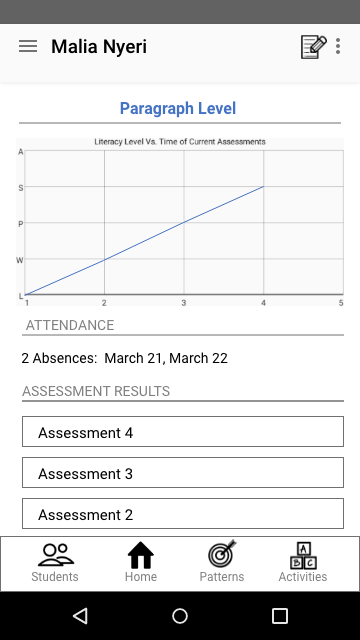 Malia Nyeri
Paragraph Level
Literacy Level Vs. Time of Current Assessments
A
S
P
W
L
1 2 3 4 5
ATTENDANCE
2 Absences: March 21, March 22
ASSESSMENT RESULTS
Assessment 4
Assessment 3
Assessment 2
A
B C
Students Home Patterns Activities